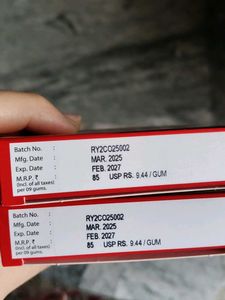 Batch No. : RY2CO25002
Mfg. Date : MAR. 2025
Exp. Date : FEB. 2027
M.R.P. ₹ : 85 USP RS. 9.44 / GUM
(Incl. of all taxes)
per 09 gums.
Batch No. : RY2CO25002
Mfg. Date : MAR. 2025
Exp. Date : FEB. 2027
M.R.P. ₹ : 85 USP RS. 9.44 / GUM
(Incl. of all taxes)
per 09 gums.